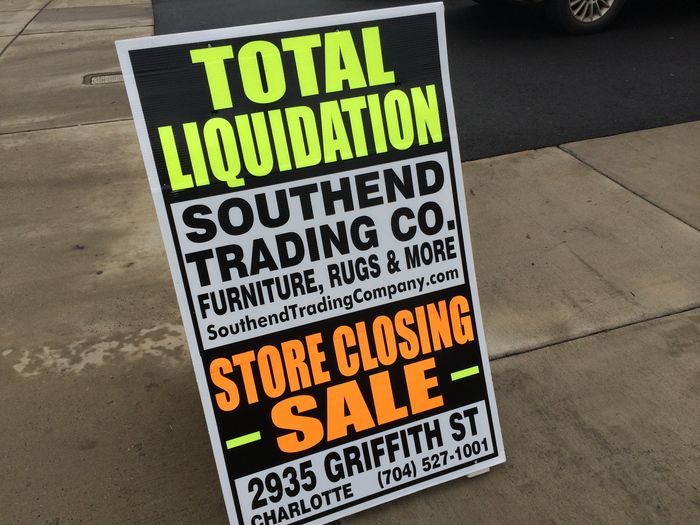 TOTAL
LIQUIDATION
SOUTHEND
TRADING CO.
FURNITURE, RUGS & MORE
SouthendTradingCompany.com
STORE CLOSING
- SALE -
2935 GRIFFITH ST
CHARLOTTE (704) 527-1001